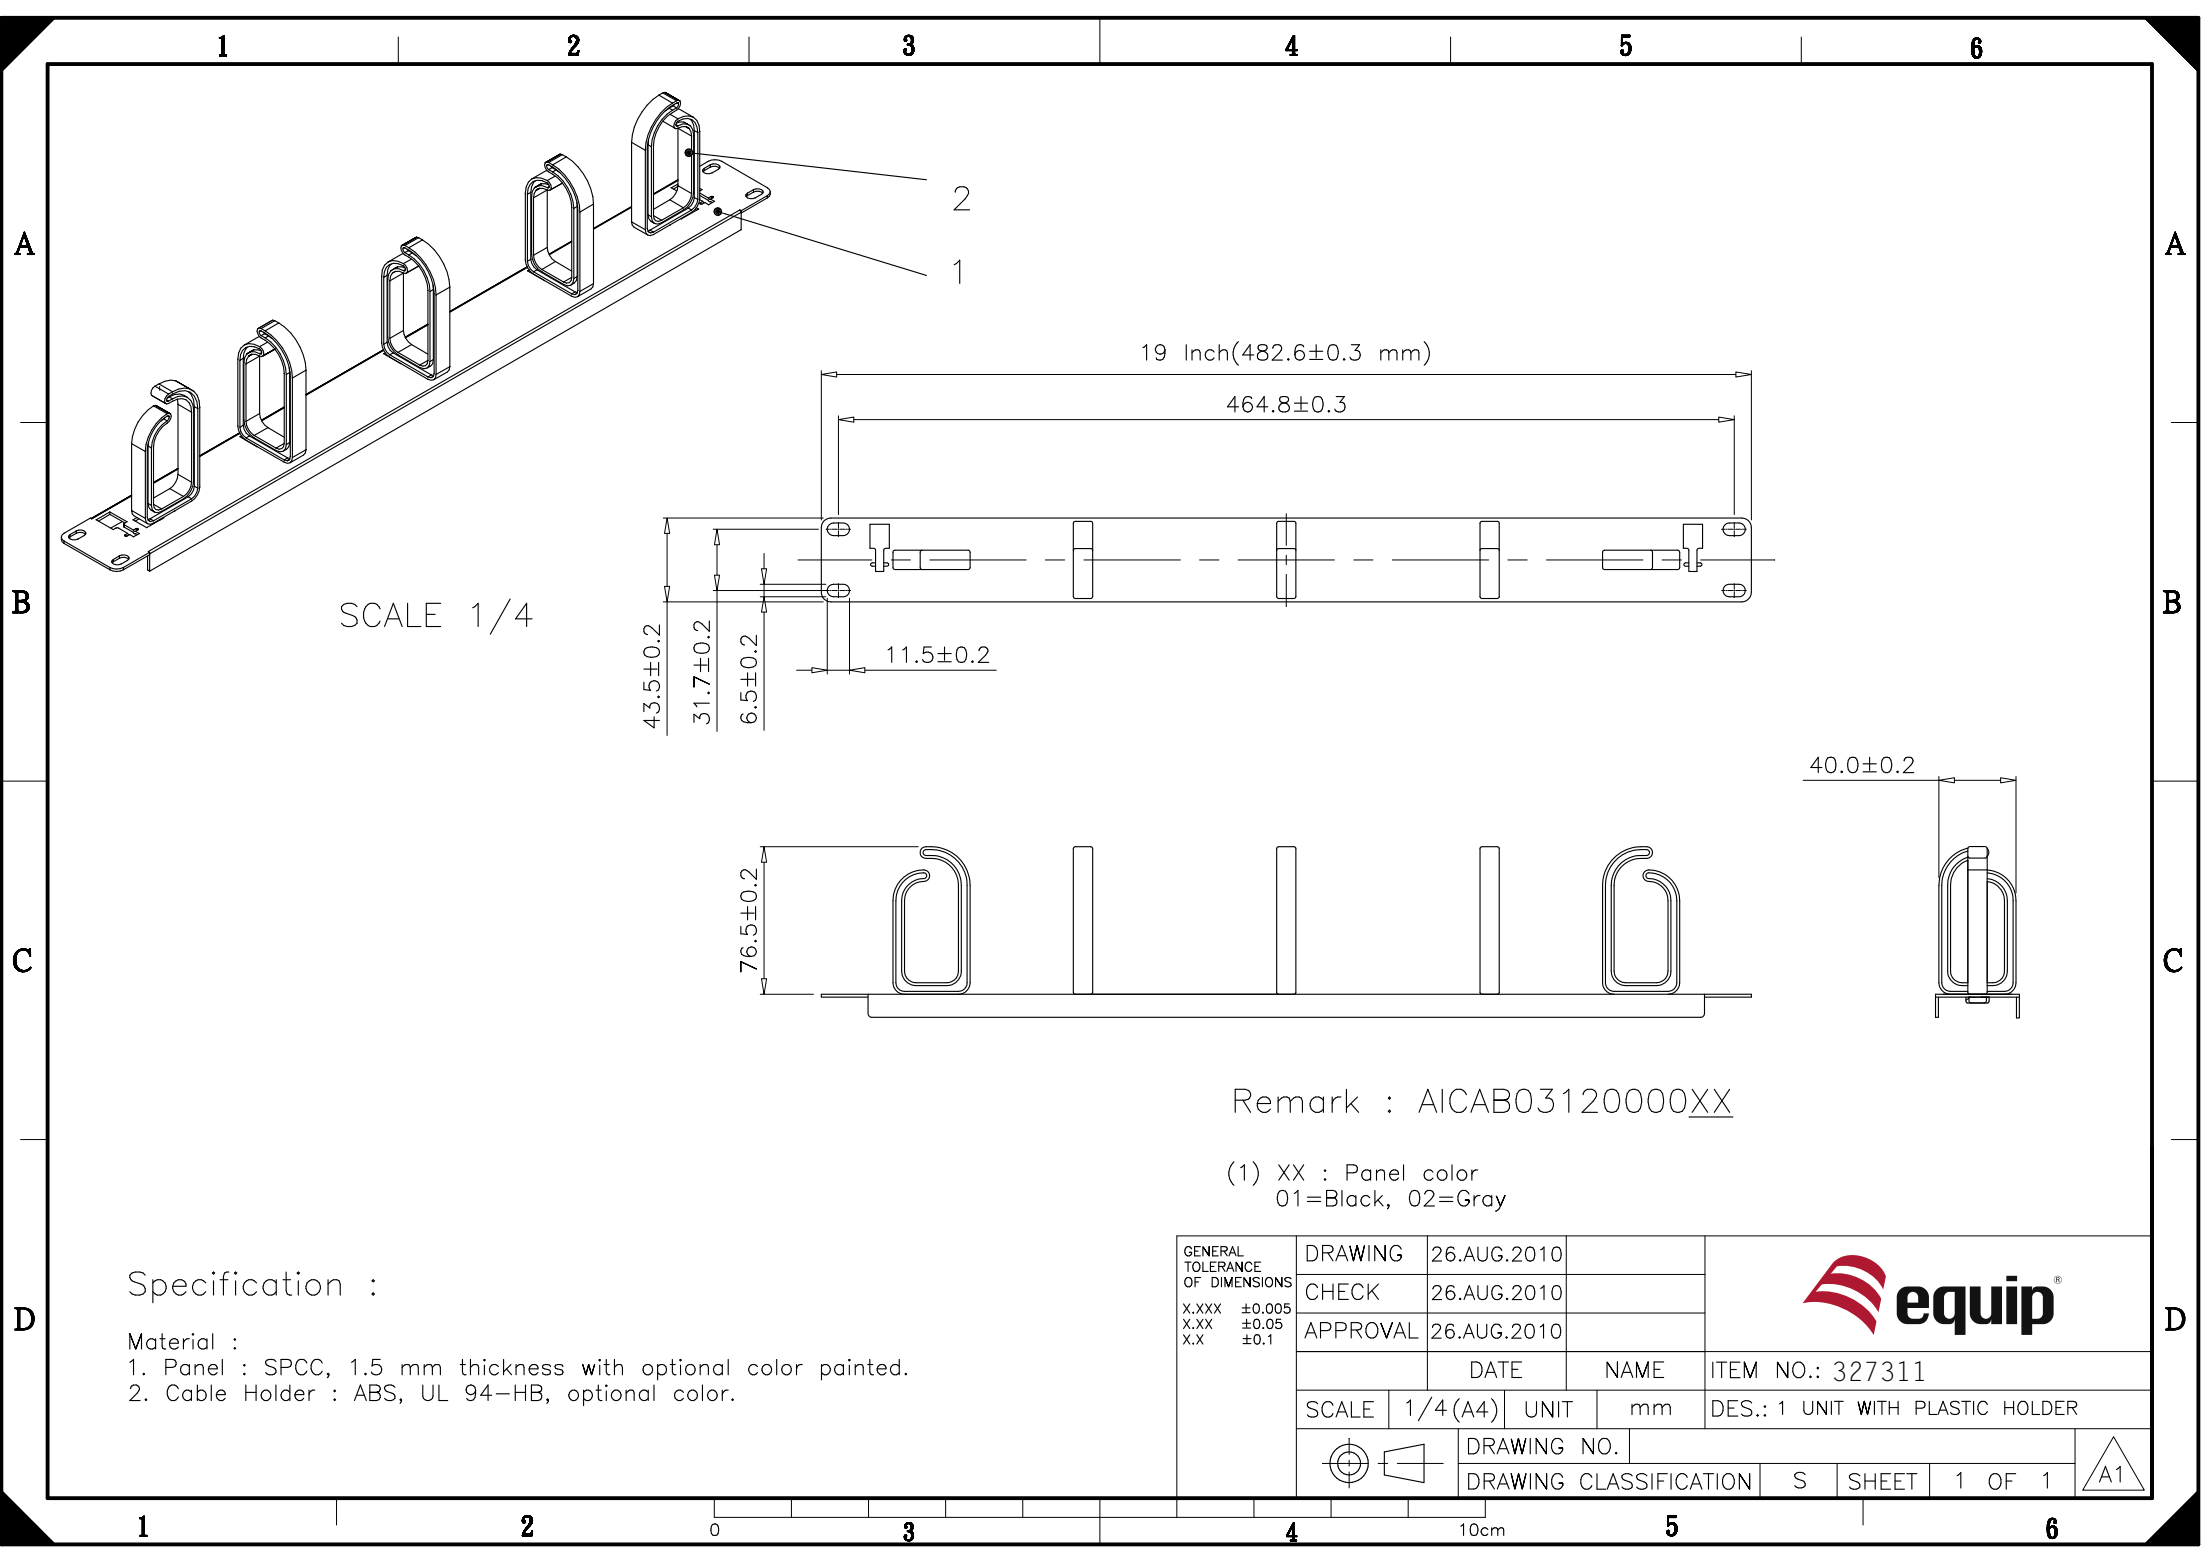 1 2 3 4 5 6
A A
B B
C C
D D
2
1
SCALE 1/4
19 Inch(482.6±0.3 mm)
464.8±0.3
43.5±0.2
31.7±0.2
6.5±0.2
11.5±0.2
40.0±0.2
76.5±0.2
Remark : AICAB03120000XX
(1) XX : Panel color
01=Black, 02=Gray
Specification :
Material :
1. Panel : SPCC, 1.5 mm thickness with optional color painted.
2. Cable Holder : ABS, UL 94-HB, optional color.
GENERAL
TOLERANCE
OF DIMENSIONS
X.XXX ±0.005
X.XX ±0.05
X.X ±0.1
DRAWING 26.AUG.2010
CHECK 26.AUG.2010
APPROVAL 26.AUG.2010
DATE NAME
SCALE 1/4(A4) UNIT mm
equip®
ITEM NO.: 327311
DES.: 1 UNIT WITH PLASTIC HOLDER
DRAWING NO.
DRAWING CLASSIFICATION S SHEET 1 OF 1
A1
0 10cm
1 2 3 4 5 6